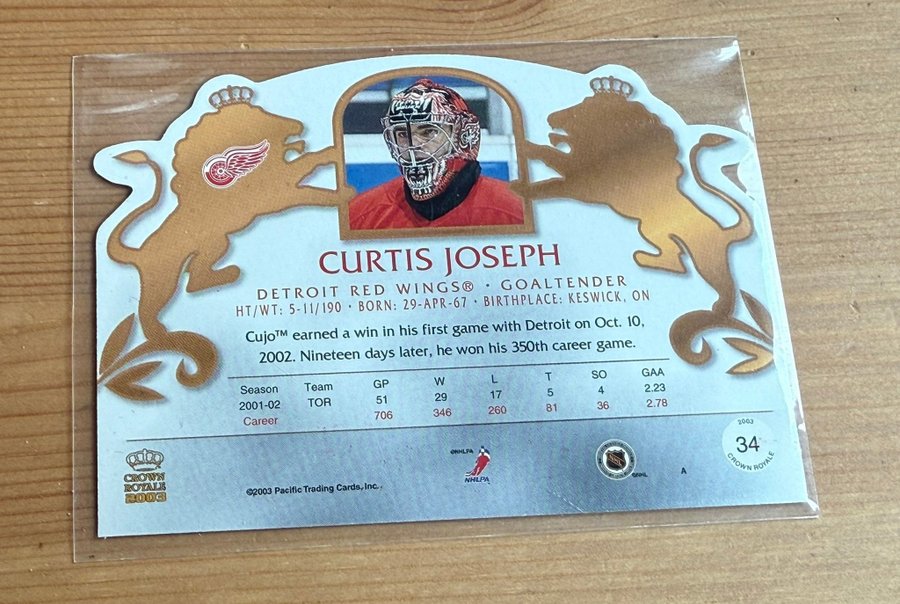 CURTIS JOSEPH
DETROIT RED WINGS® · GOALTENDER
HT/WT: 5-11/190 · BORN: 29-APR-67 · BIRTHPLACE: KESWICK, ON
Cujo™ earned a win in his first game with Detroit on Oct. 10,
2002. Nineteen days later, he won his 350th career game.
Season Team GP W L T SO GAA
2001-02 TOR 51 29 17 5 4 2.23
Career 706 346 260 81 36 2.78
2003
34
CROWN ROYALE
CROWN
ROYALE
2003
©2003 Pacific Trading Cards, Inc.
©NHLPA
NHLPA
©NHL
A